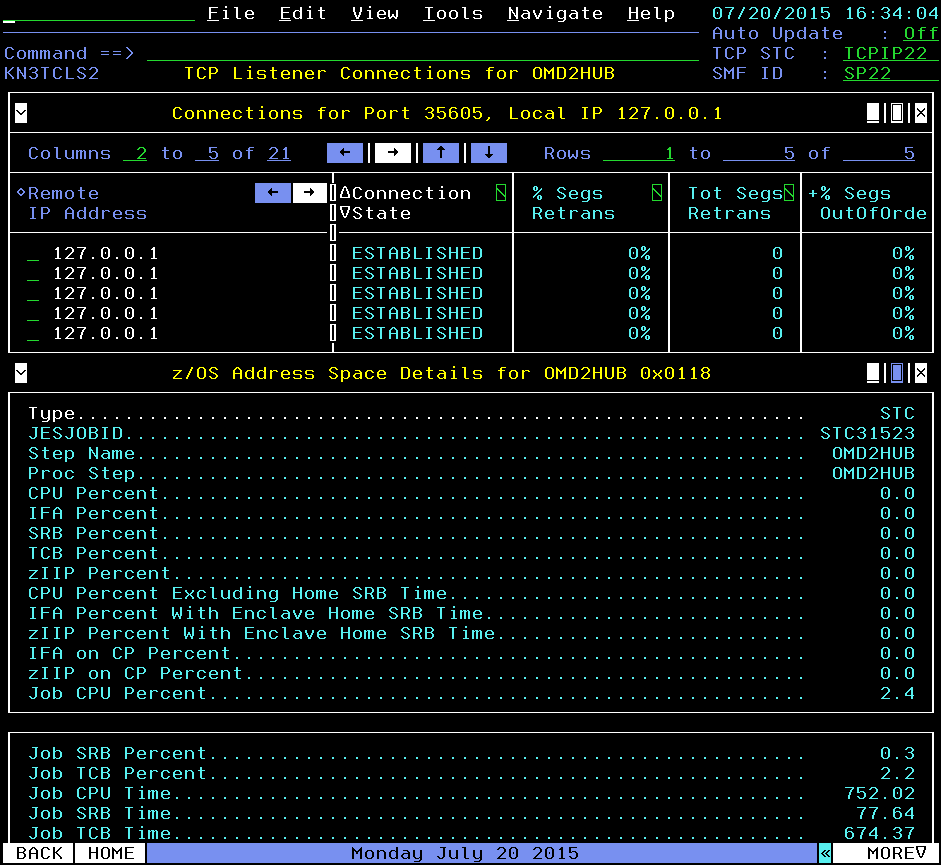 File Edit View Tools Navigate Help 07/20/2015 16:34:04
Auto Update : Off
Command ==> TCP STC : TCPIP22
KN3TCLS2 TCP Listener Connections for OMD2HUB SMF ID : SP22
Connections for Port 35605, Local IP 127.0.0.1
Columns 2 to 5 of 21 ← → ↑ ↓ Rows 1 to 5 of 5
◇Remote ← → ΔConnection % Segs Tot Segs +% Segs
IP Address ∇State Retrans Retrans OutOfOrde
_ 127.0.0.1 ESTABLISHED 0% 0 0%
_ 127.0.0.1 ESTABLISHED 0% 0 0%
_ 127.0.0.1 ESTABLISHED 0% 0 0%
_ 127.0.0.1 ESTABLISHED 0% 0 0%
_ 127.0.0.1 ESTABLISHED 0% 0 0%
z/OS Address Space Details for OMD2HUB 0x0118
Type............................................................. STC
JESJOBID......................................................... STC31523
Step Name........................................................ OMD2HUB
Proc Step........................................................ OMD2HUB
CPU Percent...................................................... 0.0
IFA Percent...................................................... 0.0
SRB Percent...................................................... 0.0
TCB Percent...................................................... 0.0
zIIP Percent..................................................... 0.0
CPU Percent Excluding Home SRB Time.............................. 0.0
IFA Percent With Enclave Home SRB Time........................... 0.0
zIIP Percent With Enclave Home SRB Time.......................... 0.0
IFA on CP Percent................................................ 0.0
zIIP on CP Percent............................................... 0.0
Job CPU Percent.................................................. 2.4
Job SRB Percent.................................................. 0.3
Job TCB Percent.................................................. 2.2
Job CPU Time..................................................... 752.02
Job SRB Time..................................................... 77.64
Job TCB Time..................................................... 674.37
BACK HOME Monday July 20 2015 « MORE∇